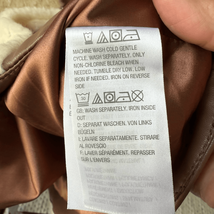 MACHINE WASH COLD GENTLE
CYCLE. WASH SEPARATELY. ONLY
NON-CHLORINE BLEACH WHEN
NEEDED. TUMBLE DRY LOW, LOW
IRON IF NEEDED. IRON ON REVERSE
SIDE
GB. WASH SEPARATELY, IRON INSIDE
OUT
D. SEPARAT WASCHEN. VON LINKS
BÜGELN
I. LAVARE SEPARATAMENTE. STIRARE
AL ROVESCIO
F. LAVER SÉPARÉMENT. REPASSER
SUR L'ENVERS